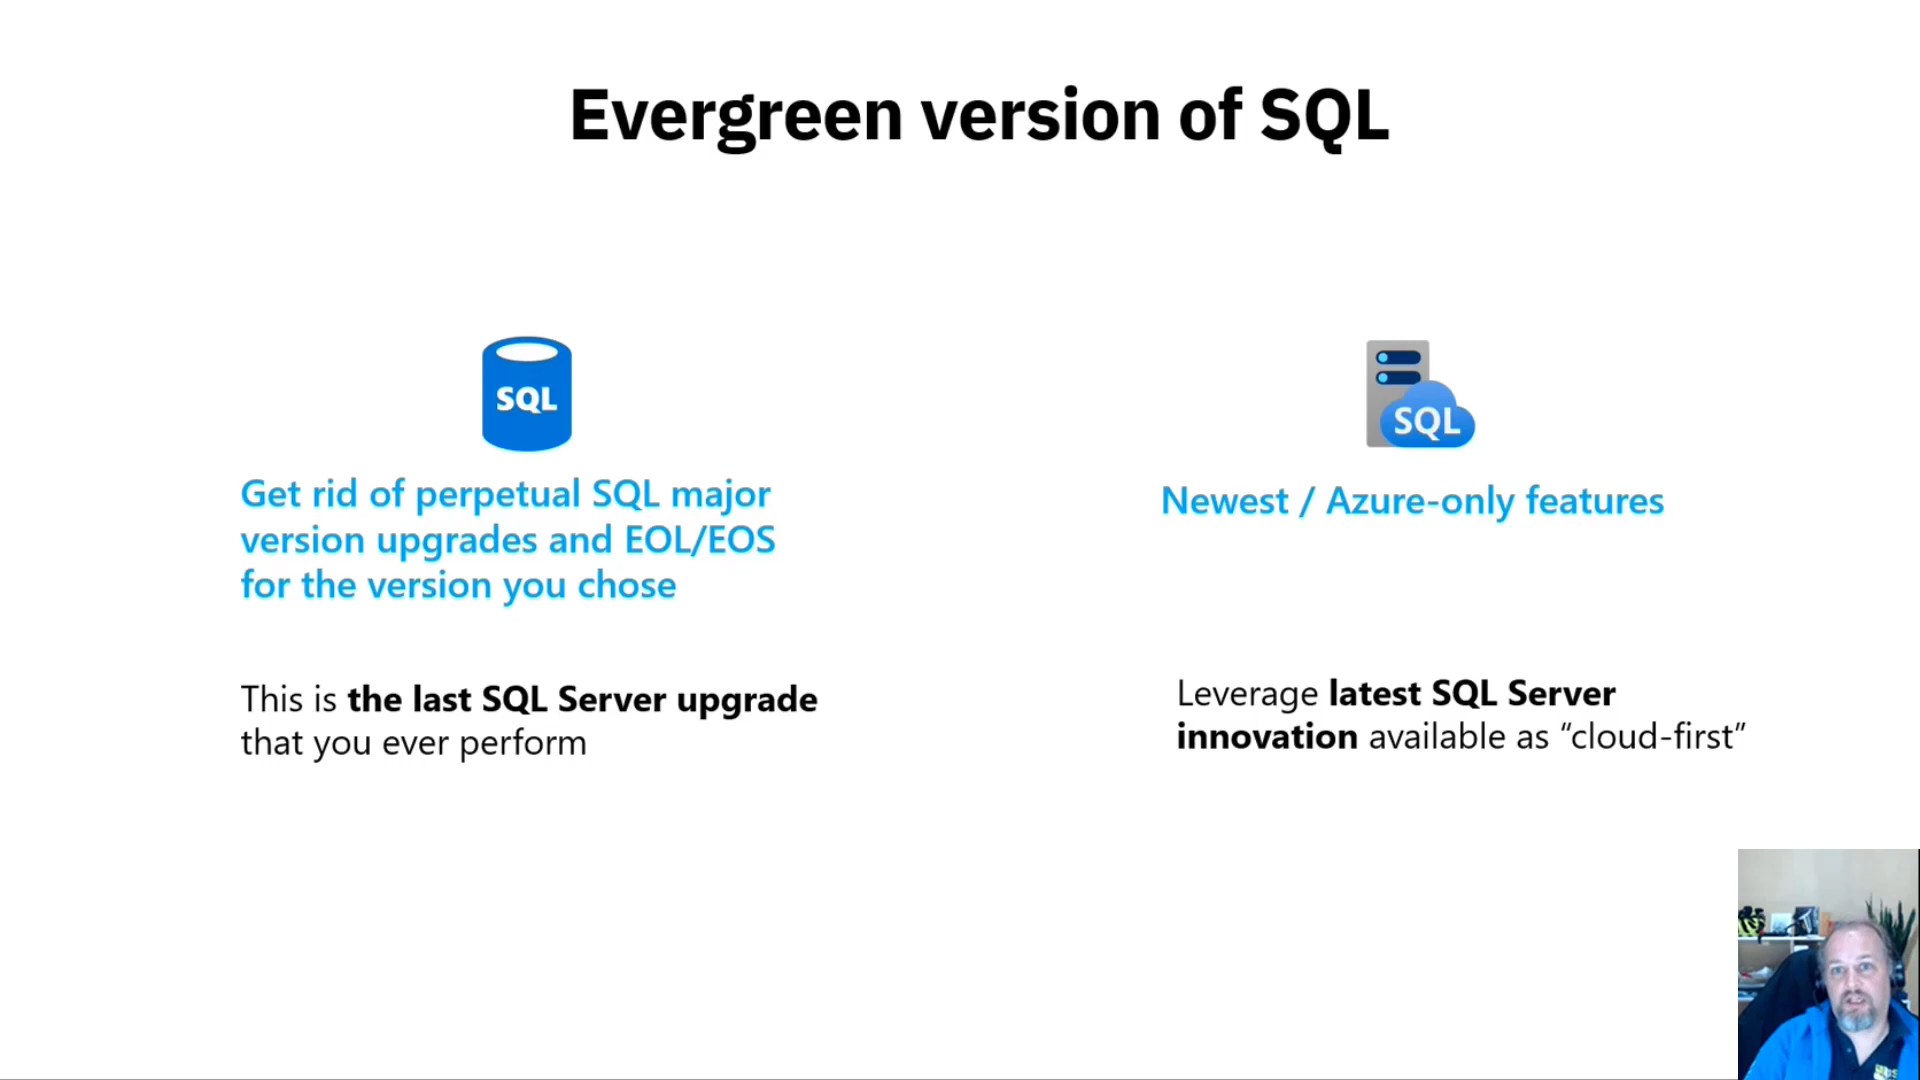 Evergreen version of SQL
SQL
Get rid of perpetual SQL major
version upgrades and EOL/EOS
for the version you chose
This is the last SQL Server upgrade
that you ever perform
SQL
Newest / Azure-only features
Leverage latest SQL Server
innovation available as “cloud-first”